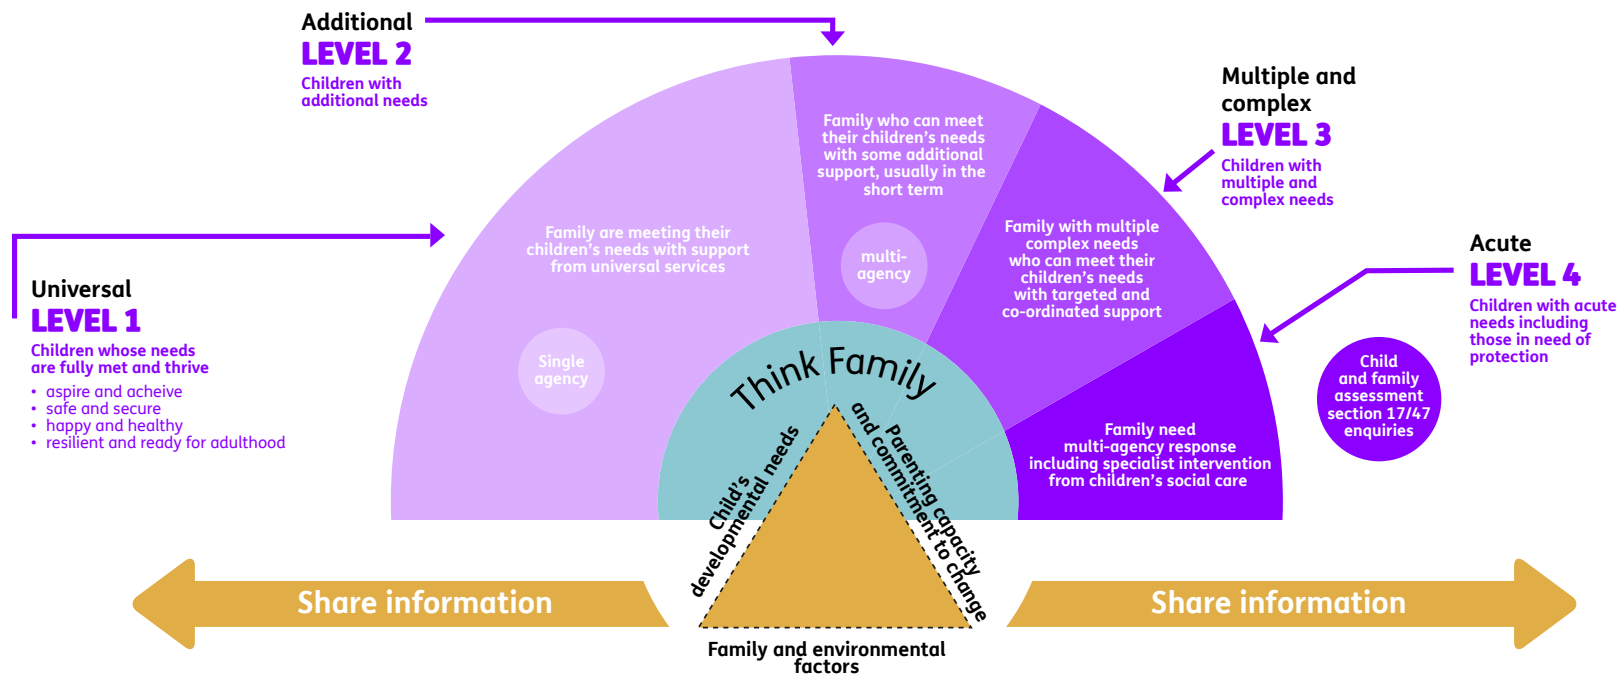 Additional
LEVEL 2
Children with
additional needs
Multiple and
complex
LEVEL 3
Children with
multiple and
complex needs
Acute
LEVEL 4
Children with acute
needs including
those in need of
protection
Universal
LEVEL 1
Children whose needs
are fully met and thrive
• aspire and acheive
• safe and secure
• happy and healthy
• resilient and ready for adulthood
Family are meeting their
children's needs with support
from universal services
Single
agency
Family who can meet
their children's needs
with some additional
support, usually in the
short term
multi-
agency
Family with multiple
complex needs
who can meet their
children's needs
with targeted and
co-ordinated support
Family need
multi-agency response
including specialist intervention
from children's social care
Child
and family
assessment
section 17/47
enquiries
Think Family
Child's
developmental needs
Parenting capacity
and commitment to change
Family and environmental
factors
Share information
Share information